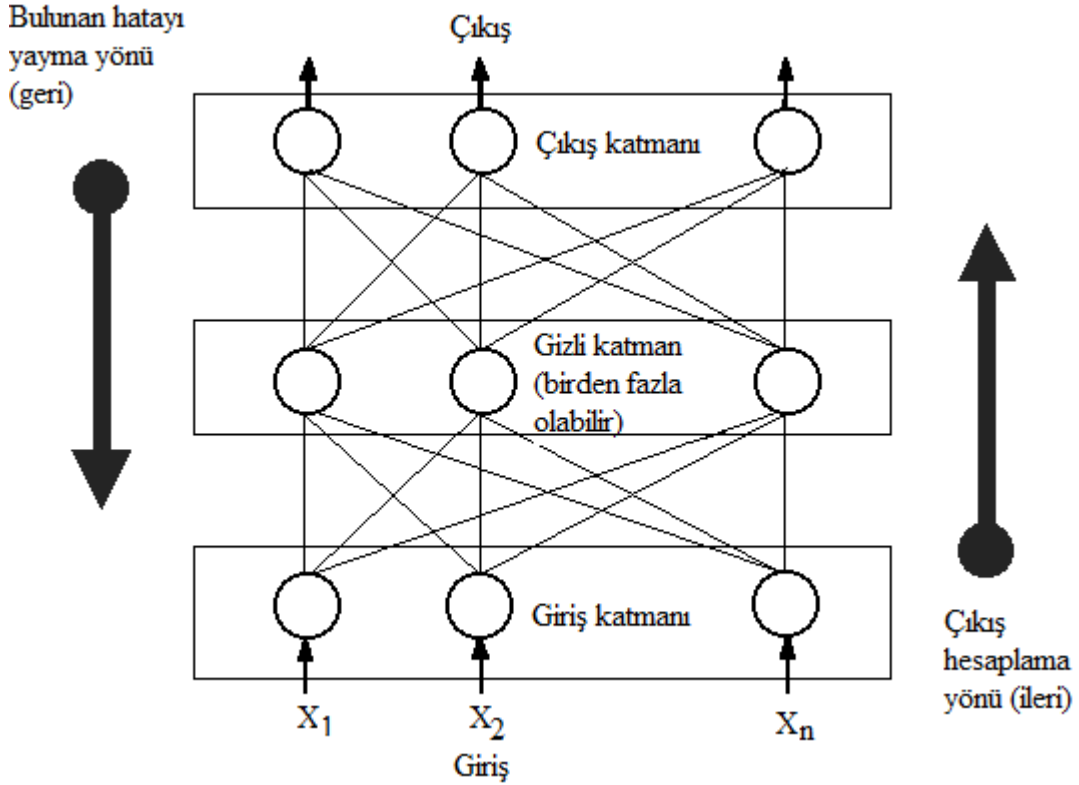 Bulunan hatayı
yayma yönü
(geri)
Çıkış
Çıkış katmanı
Gizli katman
(birden fazla
olabilir)
Giriş katmanı
Çıkış
hesaplama
yönü (ileri)
X1 X2 Xn
Giriş